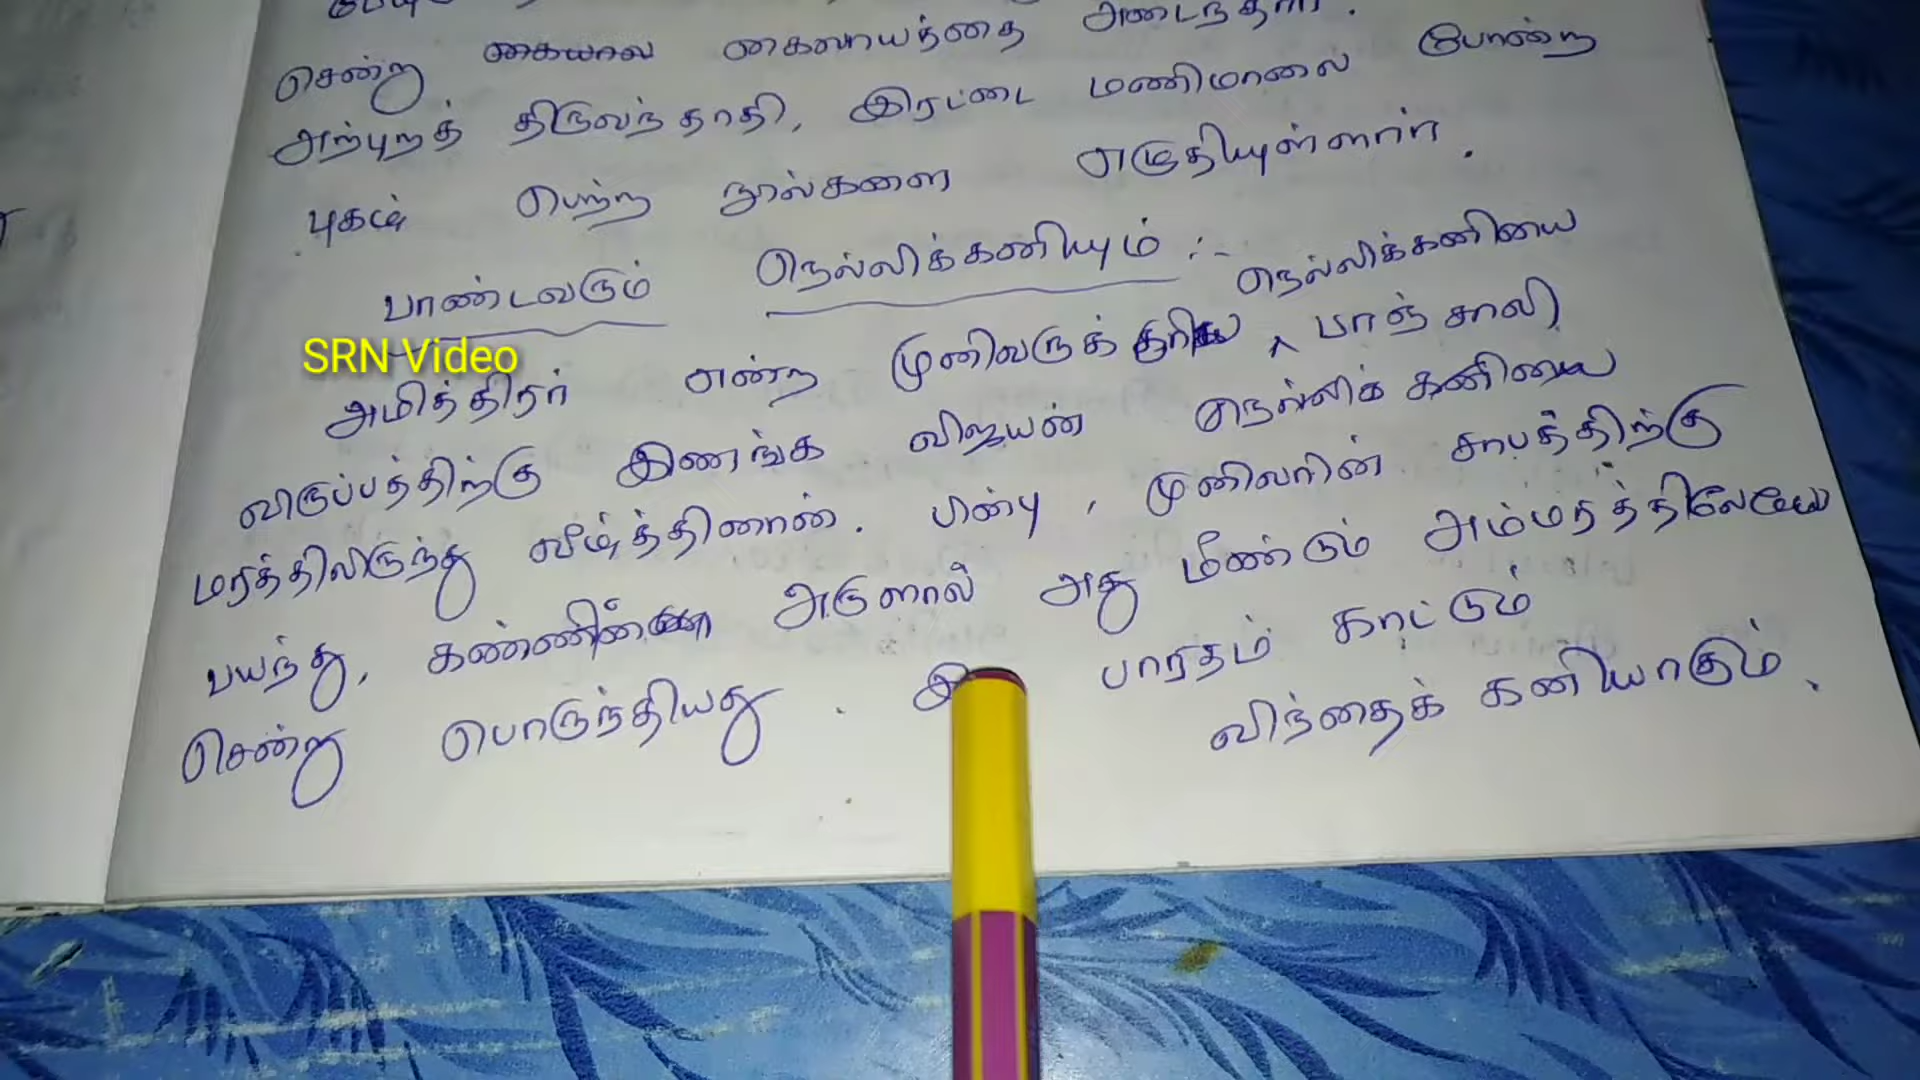 சென்று கைலாயத்தை அடைந்தார்.
அற்புறத் திருவந்தாதி, இரட்டை மணிமாலை போன்ற
புகழ் பெற்ற நூல்களை எழுதியுள்ளார்.
பாண்டவரும் நெல்லிக்கனியும் :-
SRN Video
நெல்லிக்கனியை
அமித்திரர் என்ற முனிவருக்குரிய ^ பாஞ்சாலி
விருப்பத்திற்கு இணங்க விஜயன் நெல்லிக்கனியை
மரத்திலிருந்து வீழ்த்தினான். பின்பு, முனிவரின் சாபத்திற்கு
பயந்து, கண்ணனின் அருளால் அது மீண்டும் அம்மரத்திலேயே
சென்று பொருந்தியது. பாரதம் காட்டும்
விந்தைக் கனியாகும்.